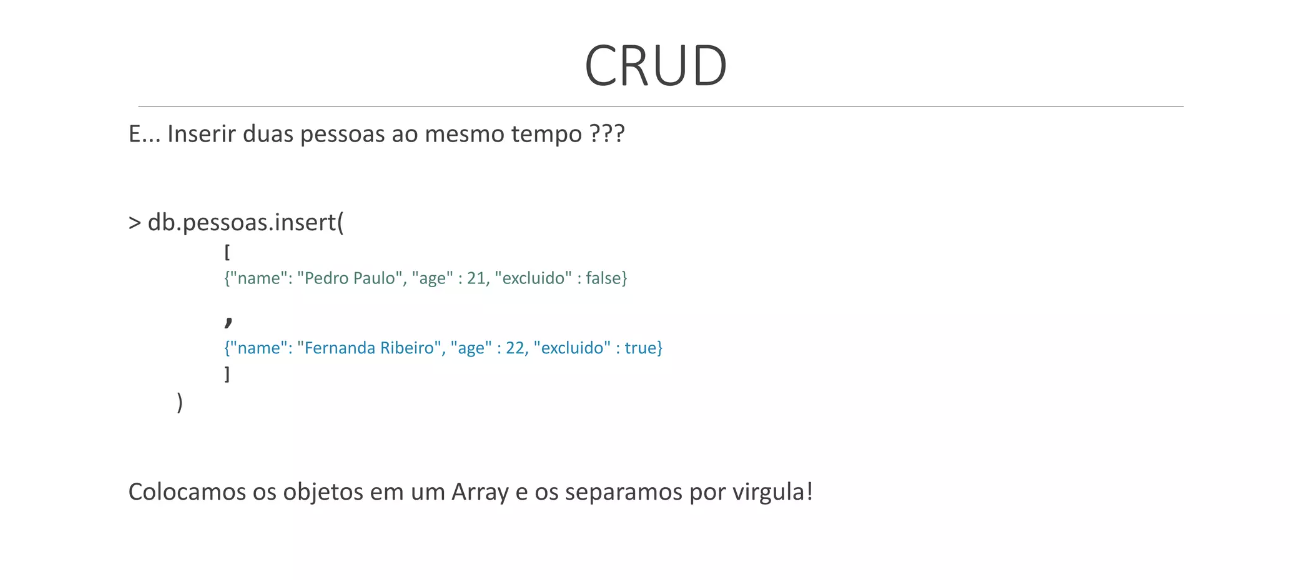 CRUD
E... Inserir duas pessoas ao mesmo tempo ???
> db.pessoas.insert(
[
{"name": "Pedro Paulo", "age" : 21, "excluido" : false}
,
{"name": "Fernanda Ribeiro", "age" : 22, "excluido" : true}
]
)
Colocamos os objetos em um Array e os separamos por virgula!